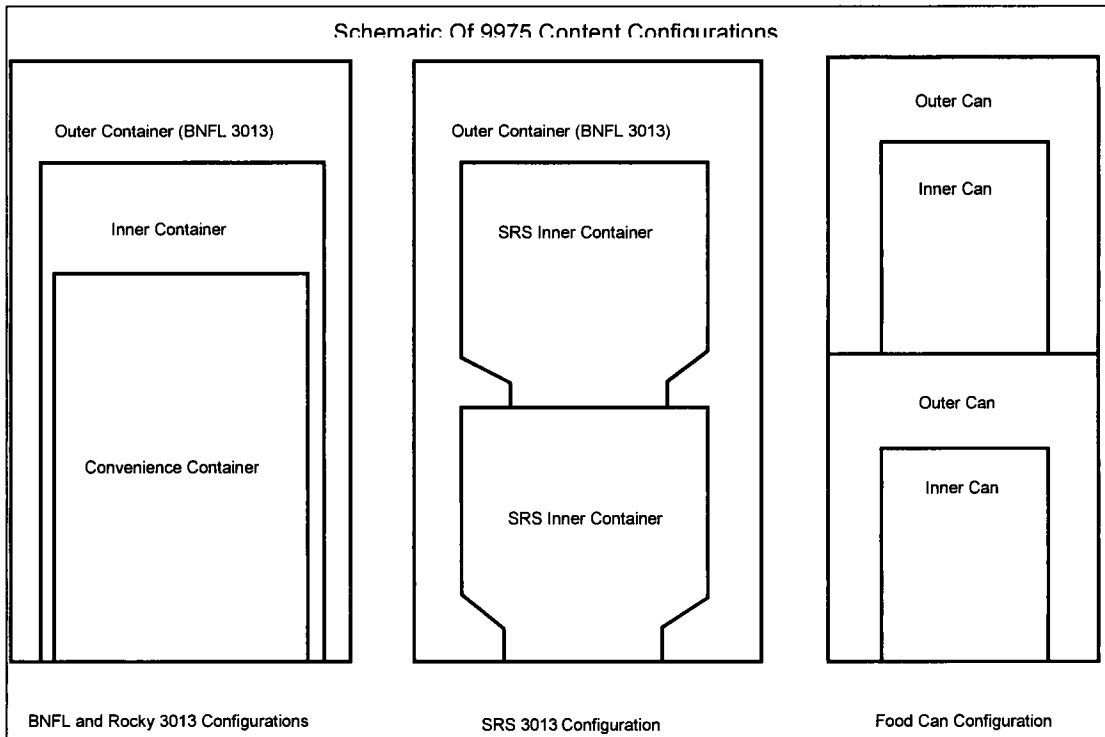 Schematic Of 9975 Content Configurations
Outer Container (BNFL 3013)
Inner Container
Convenience Container
BNFL and Rocky 3013 Configurations
Outer Container (BNFL 3013)
SRS Inner Container
SRS Inner Container
SRS 3013 Configuration
Outer Can
Inner Can
Outer Can
Inner Can
Food Can Configuration